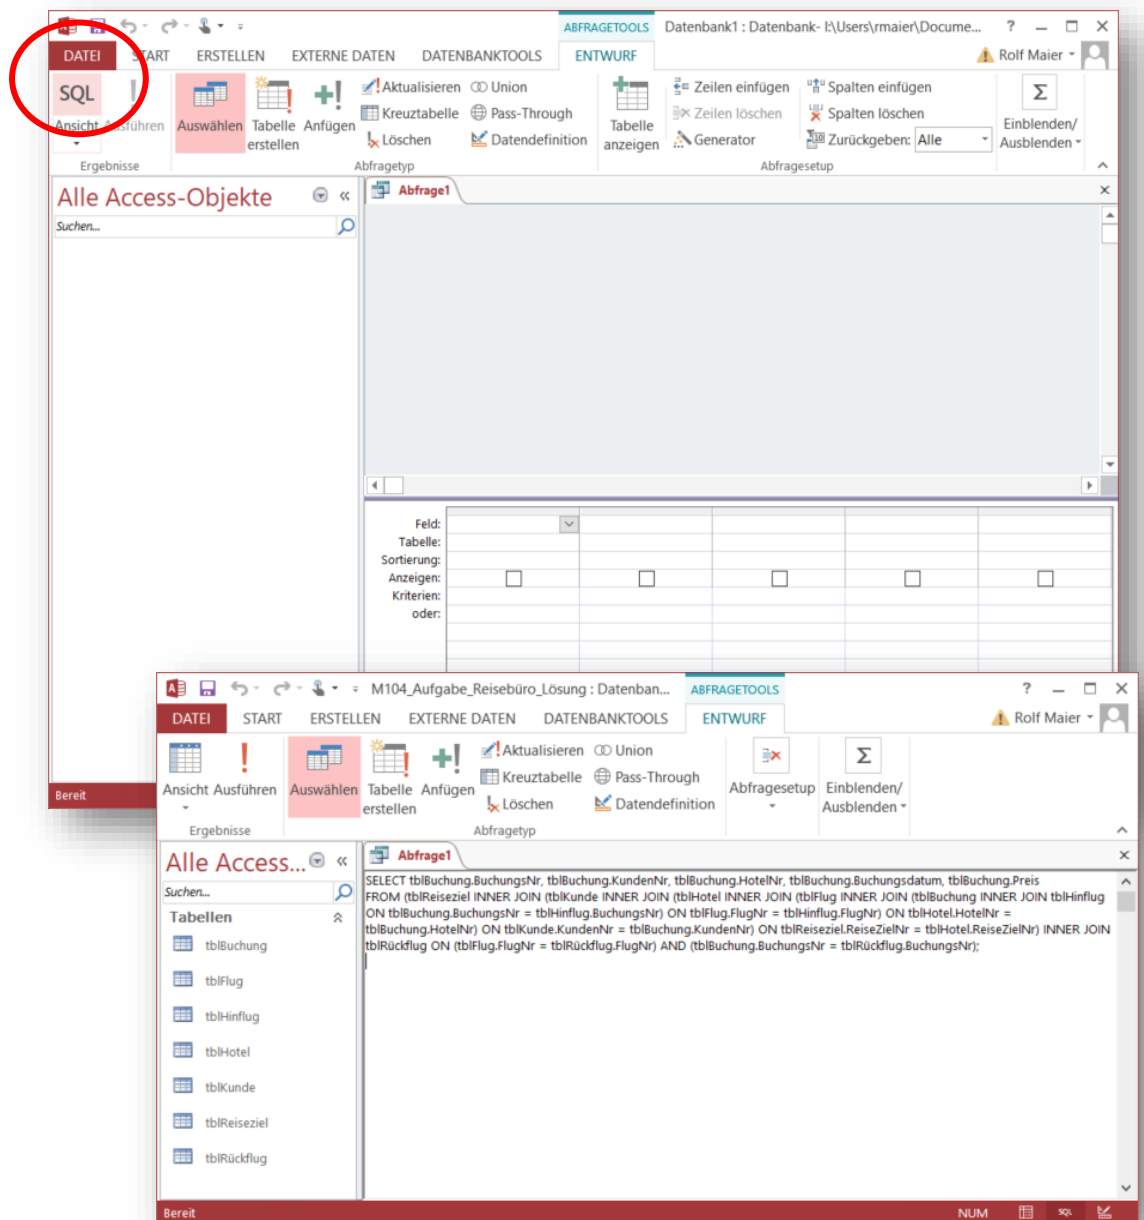 ABFRAGETOOLS Datenbank1 : Datenbank- I:\Users\rmaier\Docume... ?
DATEI START ERSTELLEN EXTERNE DATEN DATENBANKTOOLS ENTWURF Rolf Maier
SQL Aktualisieren Union Zeilen einfügen Spalten einfügen Σ
Kreuztabelle Pass-Through Zeilen löschen Spalten löschen
Ansicht Ausführen Auswählen Tabelle erstellen Anfügen Löschen Datendefinition Tabelle anzeigen Generator Zurückgeben: Alle Einblenden/ Ausblenden
Ergebnisse Abfragetyp Abfragesetup
Alle Access-Objekte «
Abfrage1
Suchen...
Feld:
Tabelle:
Sortierung:
Anzeigen:
Kriterien:
oder:
Bereit
M104_Aufgabe_Reisebüro_Lösung : Datenban... ABFRAGETOOLS ?
DATEI START ERSTELLEN EXTERNE DATEN DATENBANKTOOLS ENTWURF Rolf Maier
Aktualisieren Union Σ
Kreuztabelle Pass-Through
Ansicht Ausführen Auswählen Tabelle erstellen Anfügen Löschen Datendefinition Abfragesetup Einblenden/ Ausblenden
Ergebnisse Abfragetyp
Alle Access... «
Abfrage1
Suchen...
Tabellen
tblBuchung
tblFlug
tblHinflug
tblHotel
tblKunde
tblReiseziel
tblRückflug
SELECT tblBuchung.BuchungsNr, tblBuchung.KundenNr, tblBuchung.HotelNr, tblBuchung.Buchungsdatum, tblBuchung.Preis
FROM (tblReiseziel INNER JOIN (tblKunde INNER JOIN (tblHotel INNER JOIN (tblFlug INNER JOIN (tblBuchung INNER JOIN tblHinflug
ON tblBuchung.BuchungsNr = tblHinflug.BuchungsNr) ON tblFlug.FlugNr = tblHinflug.FlugNr) ON tblHotel.HotelNr =
tblBuchung.HotelNr) ON tblKunde.KundenNr = tblBuchung.KundenNr) ON tblReiseziel.ReiseZielNr = tblHotel.ReiseZielNr) INNER JOIN
tblRückflug ON (tblFlug.FlugNr = tblRückflug.FlugNr) AND (tblBuchung.BuchungsNr = tblRückflug.BuchungsNr);
Bereit NUM SQL